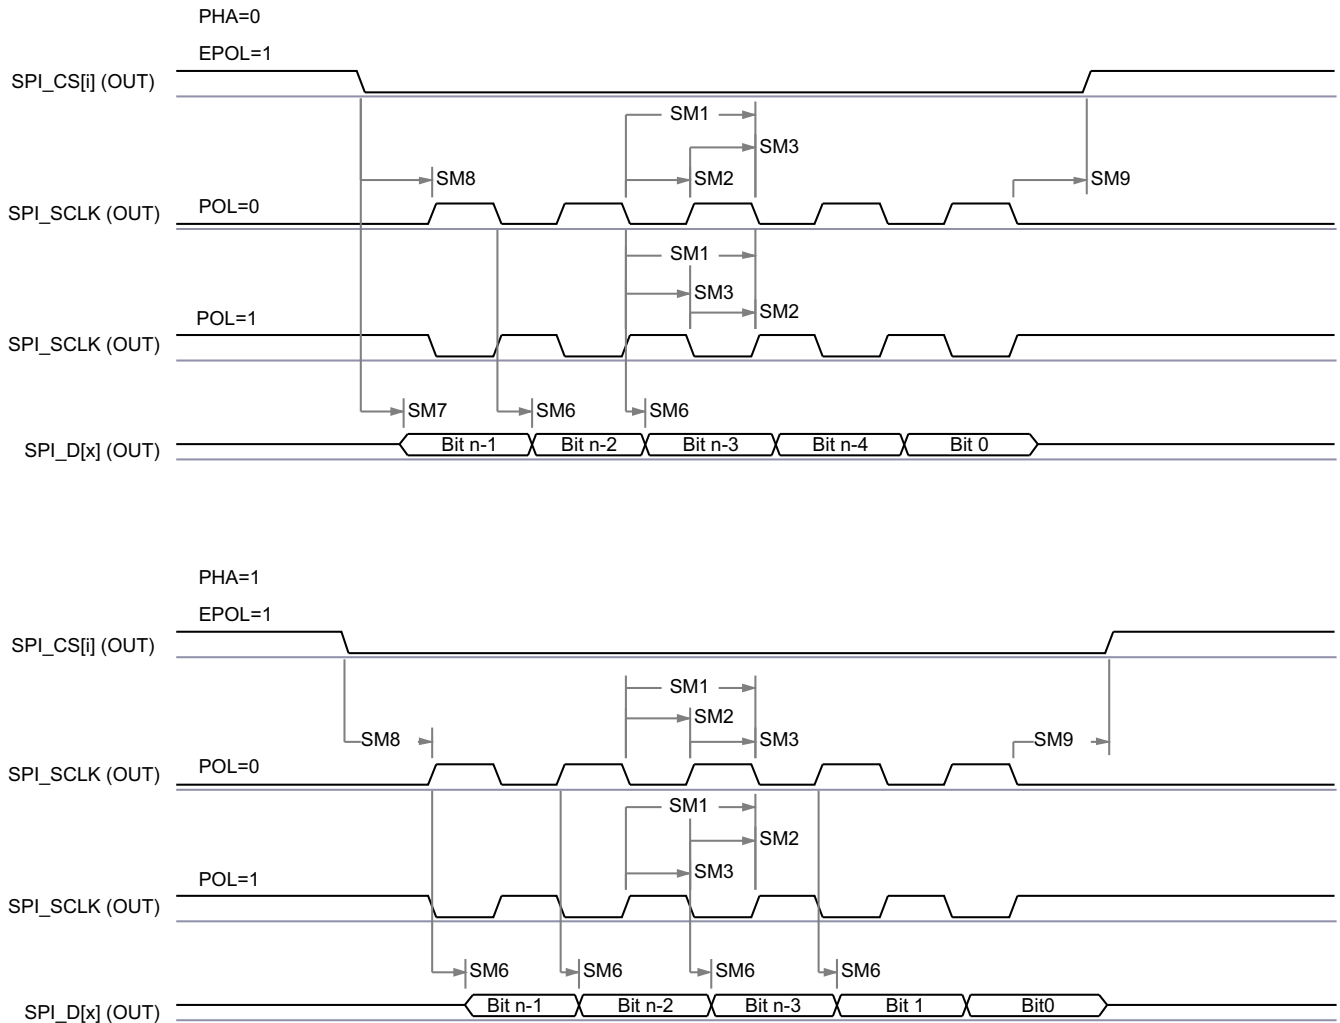 PHA=0
EPOL=1
SPI_CS[i] (OUT)
SM1
SM3
SM8
SM2
SM9
SPI_SCLK (OUT)
POL=0
SM1
SM3
SM2
POL=1
SPI_SCLK (OUT)
SM7
SM6
SM6
SPI_D[x] (OUT)
Bit n-1
Bit n-2
Bit n-3
Bit n-4
Bit 0
PHA=1
EPOL=1
SPI_CS[i] (OUT)
SM1
SM2
SM8
SM3
SM9
SPI_SCLK (OUT)
POL=0
SM1
SM2
SM3
POL=1
SPI_SCLK (OUT)
SM6
SM6
SM6
SM6
SPI_D[x] (OUT)
Bit n-1
Bit n-2
Bit n-3
Bit 1
Bit0